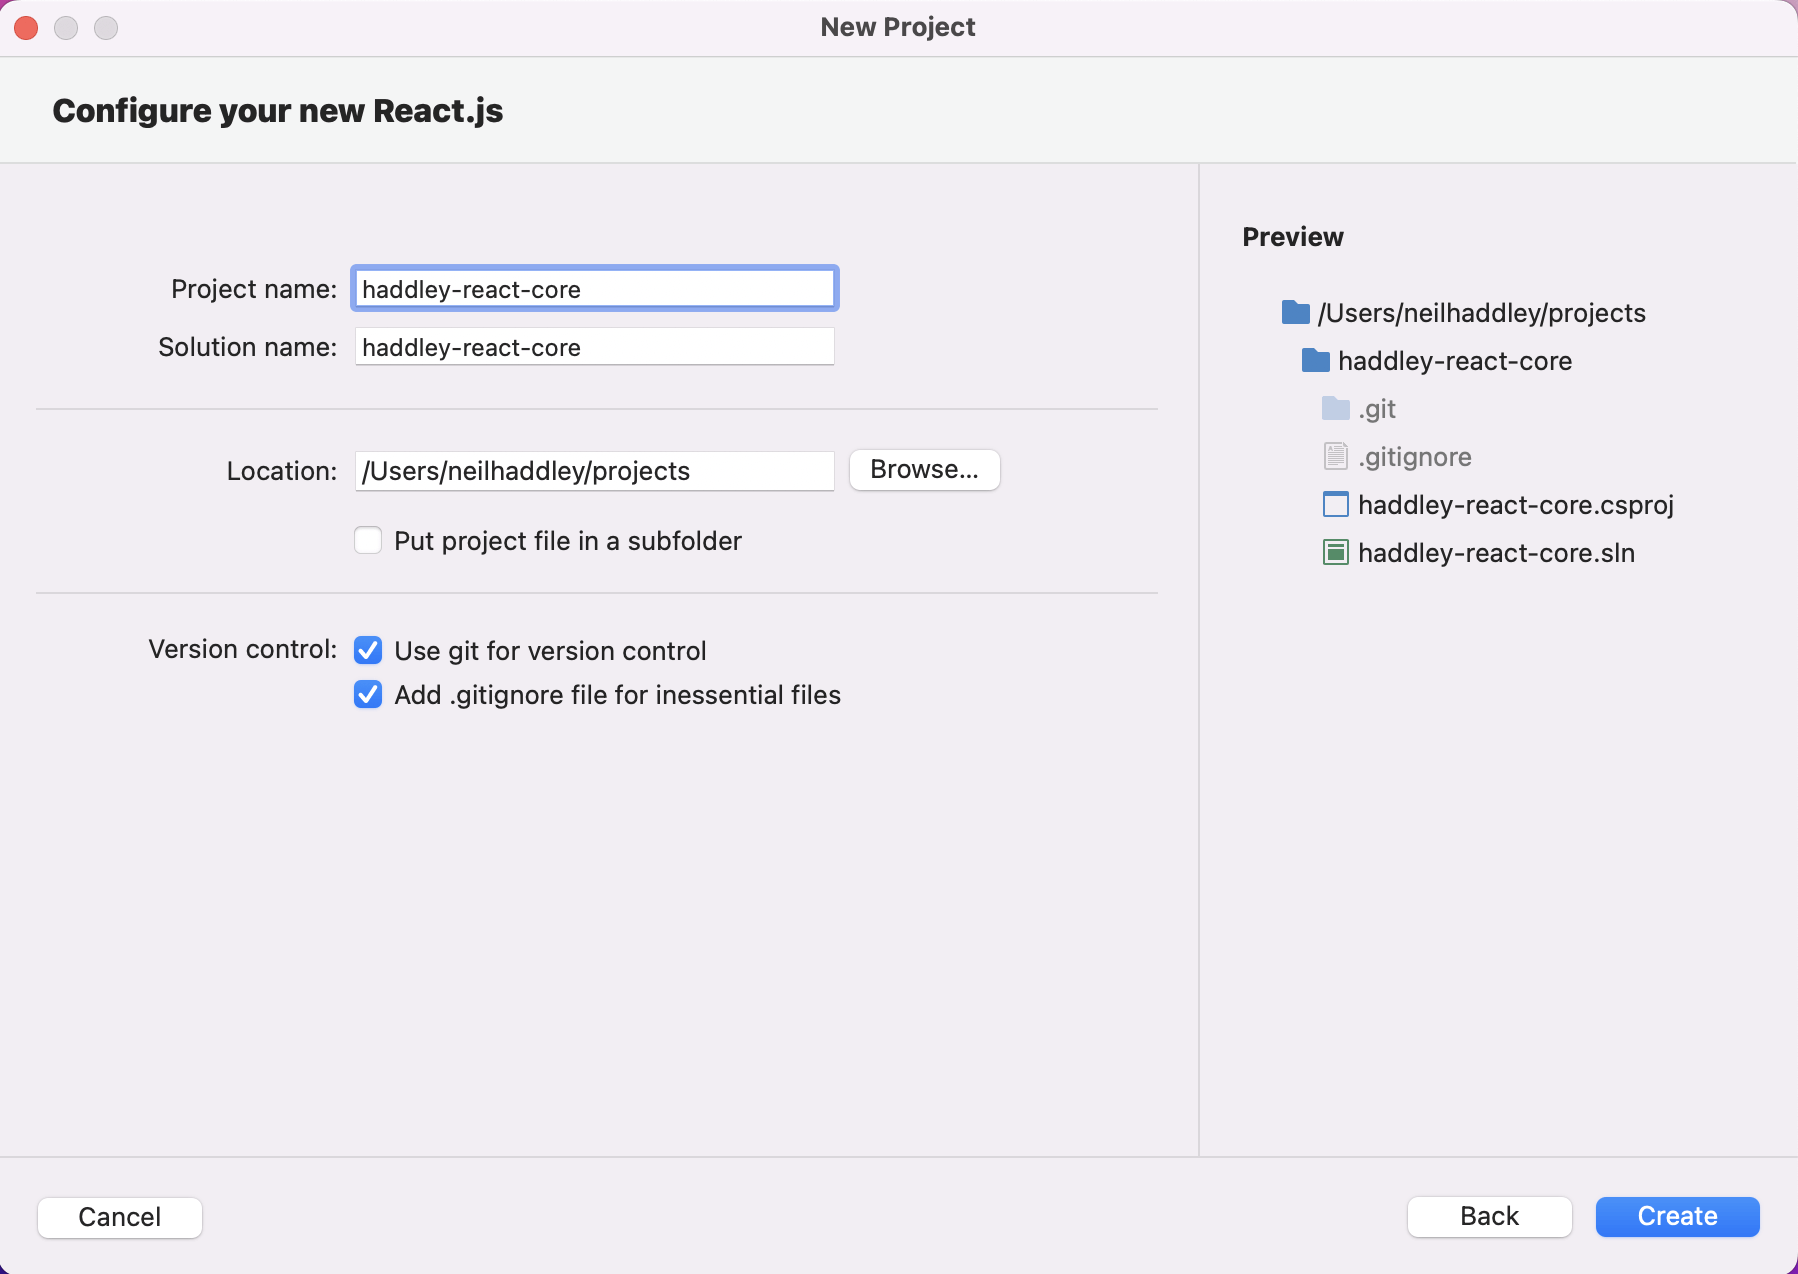 New Project
Configure your new React.js
Project name: haddley-react-core
Solution name: haddley-react-core
Location: /Users/neilhaddley/projects Browse...
Put project file in a subfolder
Version control: Use git for version control
Add .gitignore file for inessential files
Preview
/Users/neilhaddley/projects
haddley-react-core
.git
.gitignore
haddley-react-core.csproj
haddley-react-core.sln
Cancel Back Create